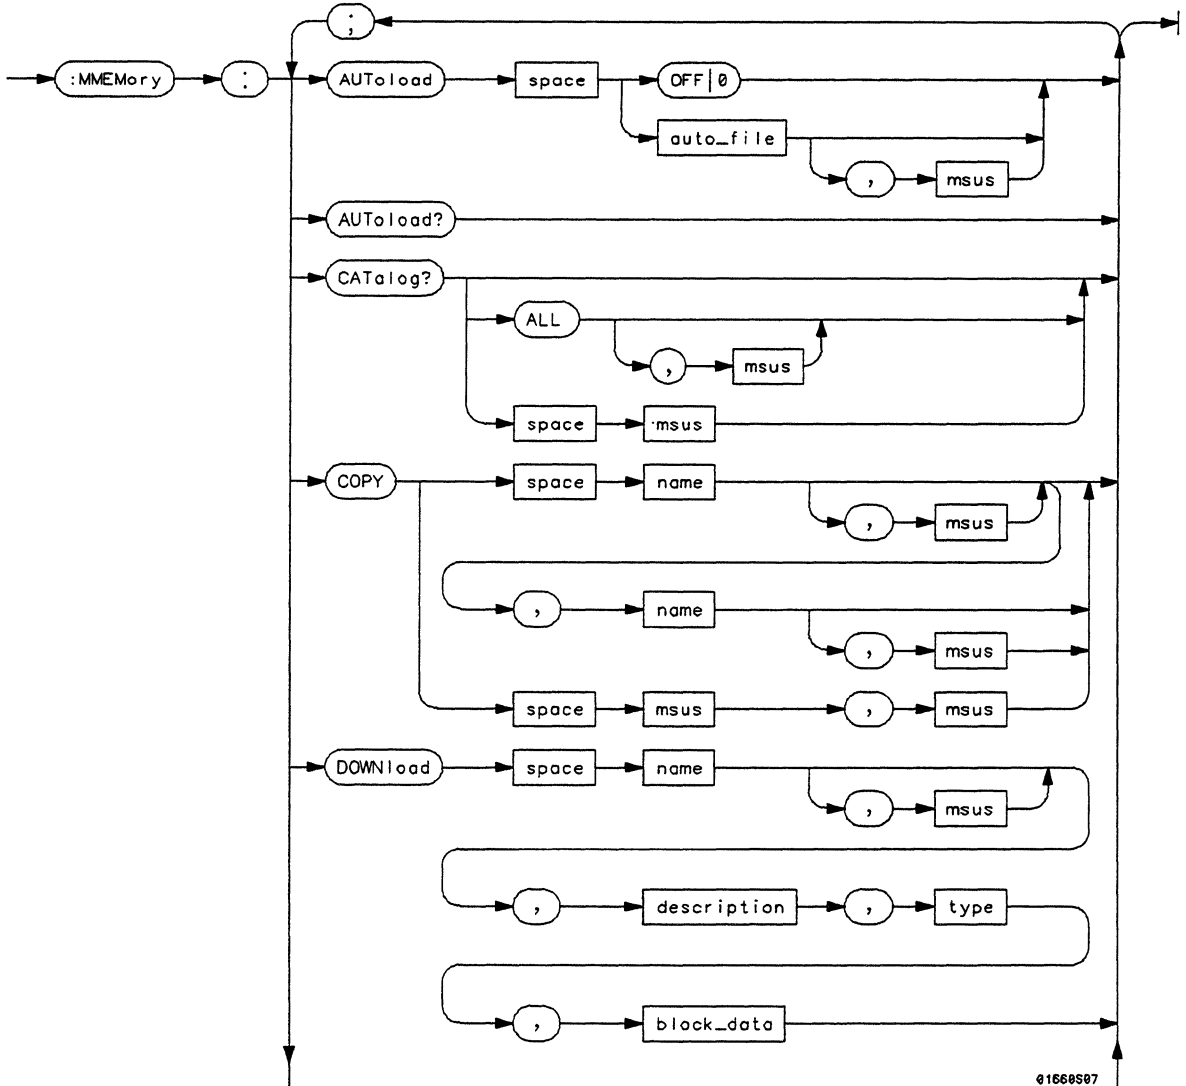 ;
:MMEMory : AUToload space OFF|0
auto_file
, msus
AUToload?
CATalog?
ALL
, msus
space msus
COPY space name
, msus
, name
, msus
space msus , msus
DOWNload space name
, msus
, description , type
, block_data
01660S07